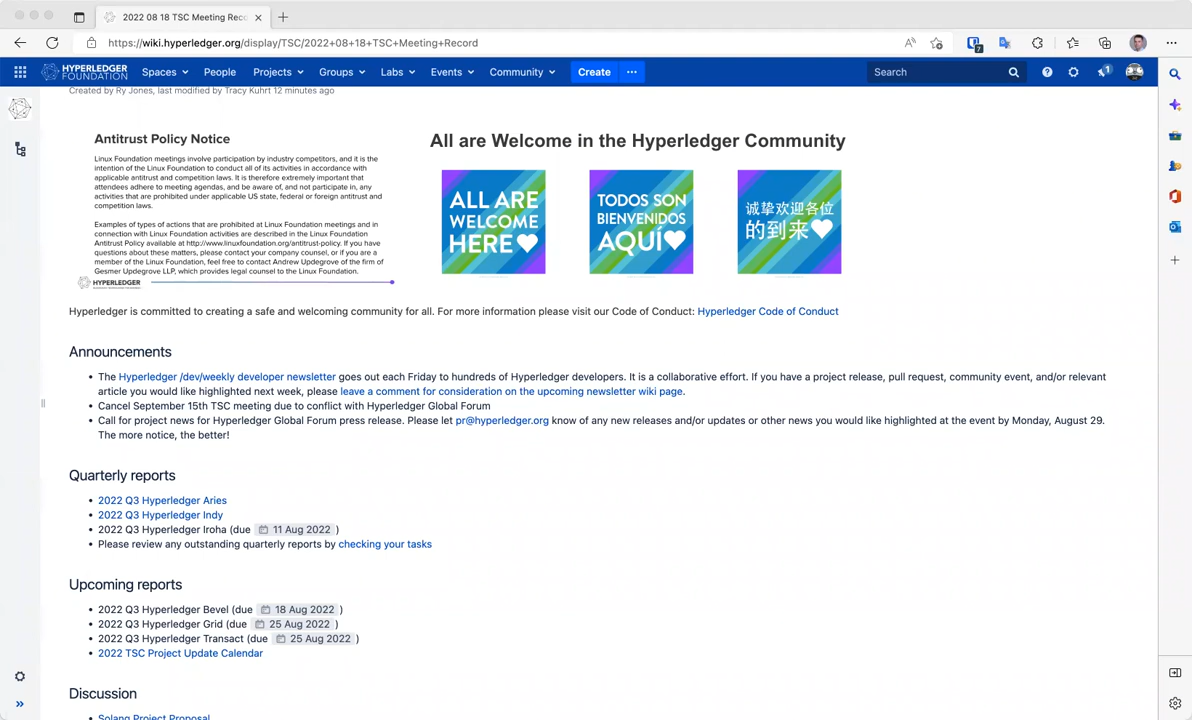 2022 08 18 TSC Meeting Reco
https://wiki.hyperledger.org/display/TSC/2022+08+18+TSC+Meeting+Record
7
HYPERLEDGER
FOUNDATION
Spaces
People
Projects
Groups
Labs
Events
Community
Create
Search
1
Created by Ry Jones, last modified by Tracy Kuhrt 12 minutes ago
Antitrust Policy Notice
Linux Foundation meetings involve participation by industry competitors, and it is the
intention of the Linux Foundation to conduct all of its activities in accordance with
applicable antitrust and competition laws. It is therefore extremely important that
attendees adhere to meeting agendas, and be aware of, and not participate in, any
activities that are prohibited under applicable US state, federal or foreign antitrust and
competition laws.
Examples of types of actions that are prohibited at Linux Foundation meetings and in
connection with Linux Foundation activities are described in the Linux Foundation
Antitrust Policy available at http://www.linuxfoundation.org/antitrust-policy. If you have
questions about these matters, please contact your company counsel, or if you are a
member of the Linux Foundation, feel free to contact Andrew Updegrove of the firm of
Gesmer Updegrove LLP, which provides legal counsel to the Linux Foundation.
HYPERLEDGER
All are Welcome in the Hyperledger Community
ALL ARE
WELCOME
HERE
TODOS SON
BIENVENIDOS
AQUÍ
诚挚欢迎各位
的到来
Hyperledger is committed to creating a safe and welcoming community for all. For more information please visit our Code of Conduct: Hyperledger Code of Conduct
Announcements
• The Hyperledger /dev/weekly developer newsletter goes out each Friday to hundreds of Hyperledger developers. It is a collaborative effort. If you have a project release, pull request, community event, and/or relevant
article you would like highlighted next week, please leave a comment for consideration on the upcoming newsletter wiki page.
• Cancel September 15th TSC meeting due to conflict with Hyperledger Global Forum
• Call for project news for Hyperledger Global Forum press release. Please let pr@hyperledger.org know of any new releases and/or updates or other news you would like highlighted at the event by Monday, August 29.
The more notice, the better!
Quarterly reports
• 2022 Q3 Hyperledger Aries
• 2022 Q3 Hyperledger Indy
• 2022 Q3 Hyperledger Iroha (due 11 Aug 2022 )
• Please review any outstanding quarterly reports by checking your tasks
Upcoming reports
• 2022 Q3 Hyperledger Bevel (due 18 Aug 2022 )
• 2022 Q3 Hyperledger Grid (due 25 Aug 2022 )
• 2022 Q3 Hyperledger Transact (due 25 Aug 2022 )
• 2022 TSC Project Update Calendar
Discussion
• Solang Project Proposal